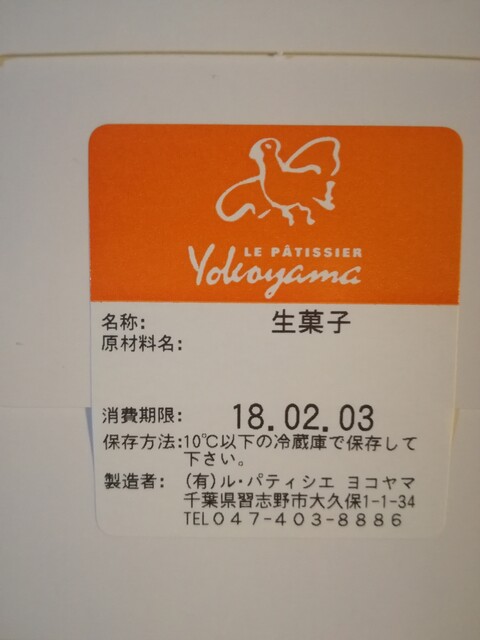 LE PÂTISSIER
Yokoyama
名称: 生菓子
原材料名:
消費期限: 18.02.03
保存方法:10℃以下の冷蔵庫で保存して
下さい。
製造者: (有)ル・パティシエ ヨコヤマ
千葉県習志野市大久保1-1-34
TEL047-403-8886